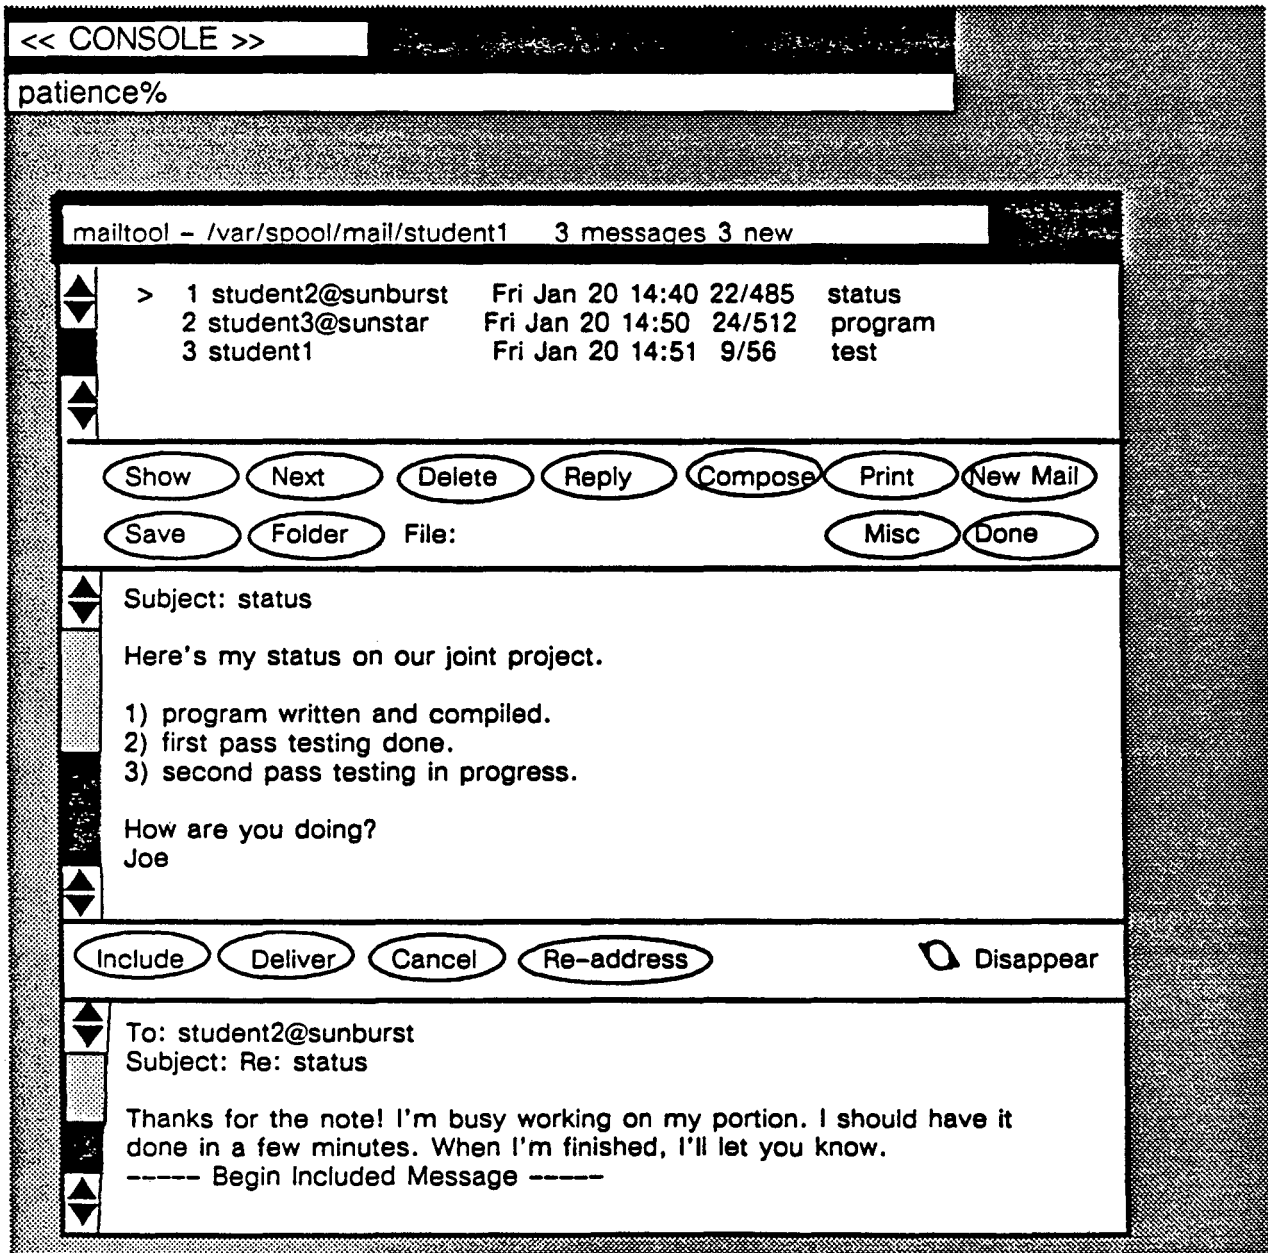 << CONSOLE >>
patience%
mailtool – /var/spool/mail/student1 3 messages 3 new
> 1 student2@sunburst Fri Jan 20 14:40 22/485 status
2 student3@sunstar Fri Jan 20 14:50 24/512 program
3 student1 Fri Jan 20 14:51 9/56 test
Show Next Delete Reply Compose Print New Mail
Save Folder File: Misc Done
Subject: status
Here's my status on our joint project.
1) program written and compiled.
2) first pass testing done.
3) second pass testing in progress.
How are you doing?
Joe
Include Deliver Cancel Re-address Disappear
To: student2@sunburst
Subject: Re: status
Thanks for the note! I'm busy working on my portion. I should have it
done in a few minutes. When I'm finished, I'll let you know.
----- Begin Included Message -----